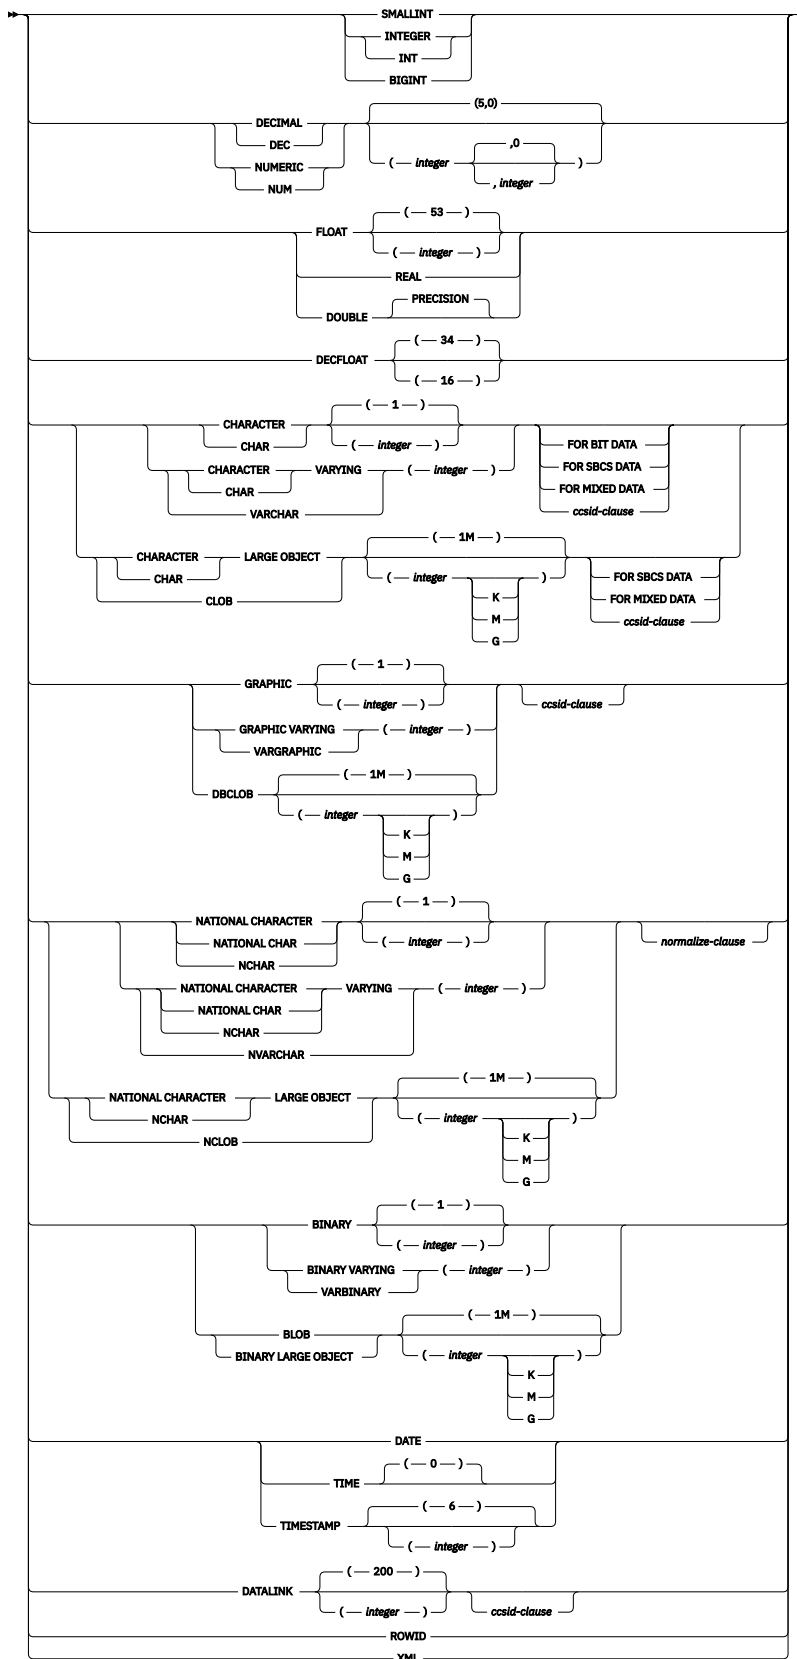 SMALLINT
INTEGER
INT
BIGINT
(5,0)
DECIMAL
DEC
,0
( integer )
NUMERIC
, integer
NUM
( 53 )
FLOAT
( integer )
REAL
PRECISION
DOUBLE
( 34 )
DECFLOAT
( 16 )
( 1 )
CHARACTER
CHAR
( integer )
FOR BIT DATA
FOR SBCS DATA
CHARACTER VARYING ( integer )
CHAR
FOR MIXED DATA
VARCHAR
ccsid-clause
( 1M )
CHARACTER LARGE OBJECT
CHAR
( integer )
FOR SBCS DATA
K
CLOB
FOR MIXED DATA
M
ccsid-clause
G
( 1 )
GRAPHIC
( integer )
ccsid-clause
GRAPHIC VARYING ( integer )
VARGRAPHIC
( 1M )
DBCLOB
( integer )
K
M
G
( 1 )
NATIONAL CHARACTER
NATIONAL CHAR
( integer )
normalize-clause
NCHAR
NATIONAL CHARACTER VARYING ( integer )
NATIONAL CHAR
NCHAR
NVARCHAR
( 1M )
NATIONAL CHARACTER LARGE OBJECT
NCHAR
( integer )
K
NCLOB
M
G
( 1 )
BINARY
( integer )
BINARY VARYING ( integer )
VARBINARY
( 1M )
BLOB
BINARY LARGE OBJECT
( integer )
K
M
G
DATE
( 0 )
TIME
( 6 )
TIMESTAMP
( integer )
( 200 )
DATALINK
( integer )
ccsid-clause
ROWID
XML